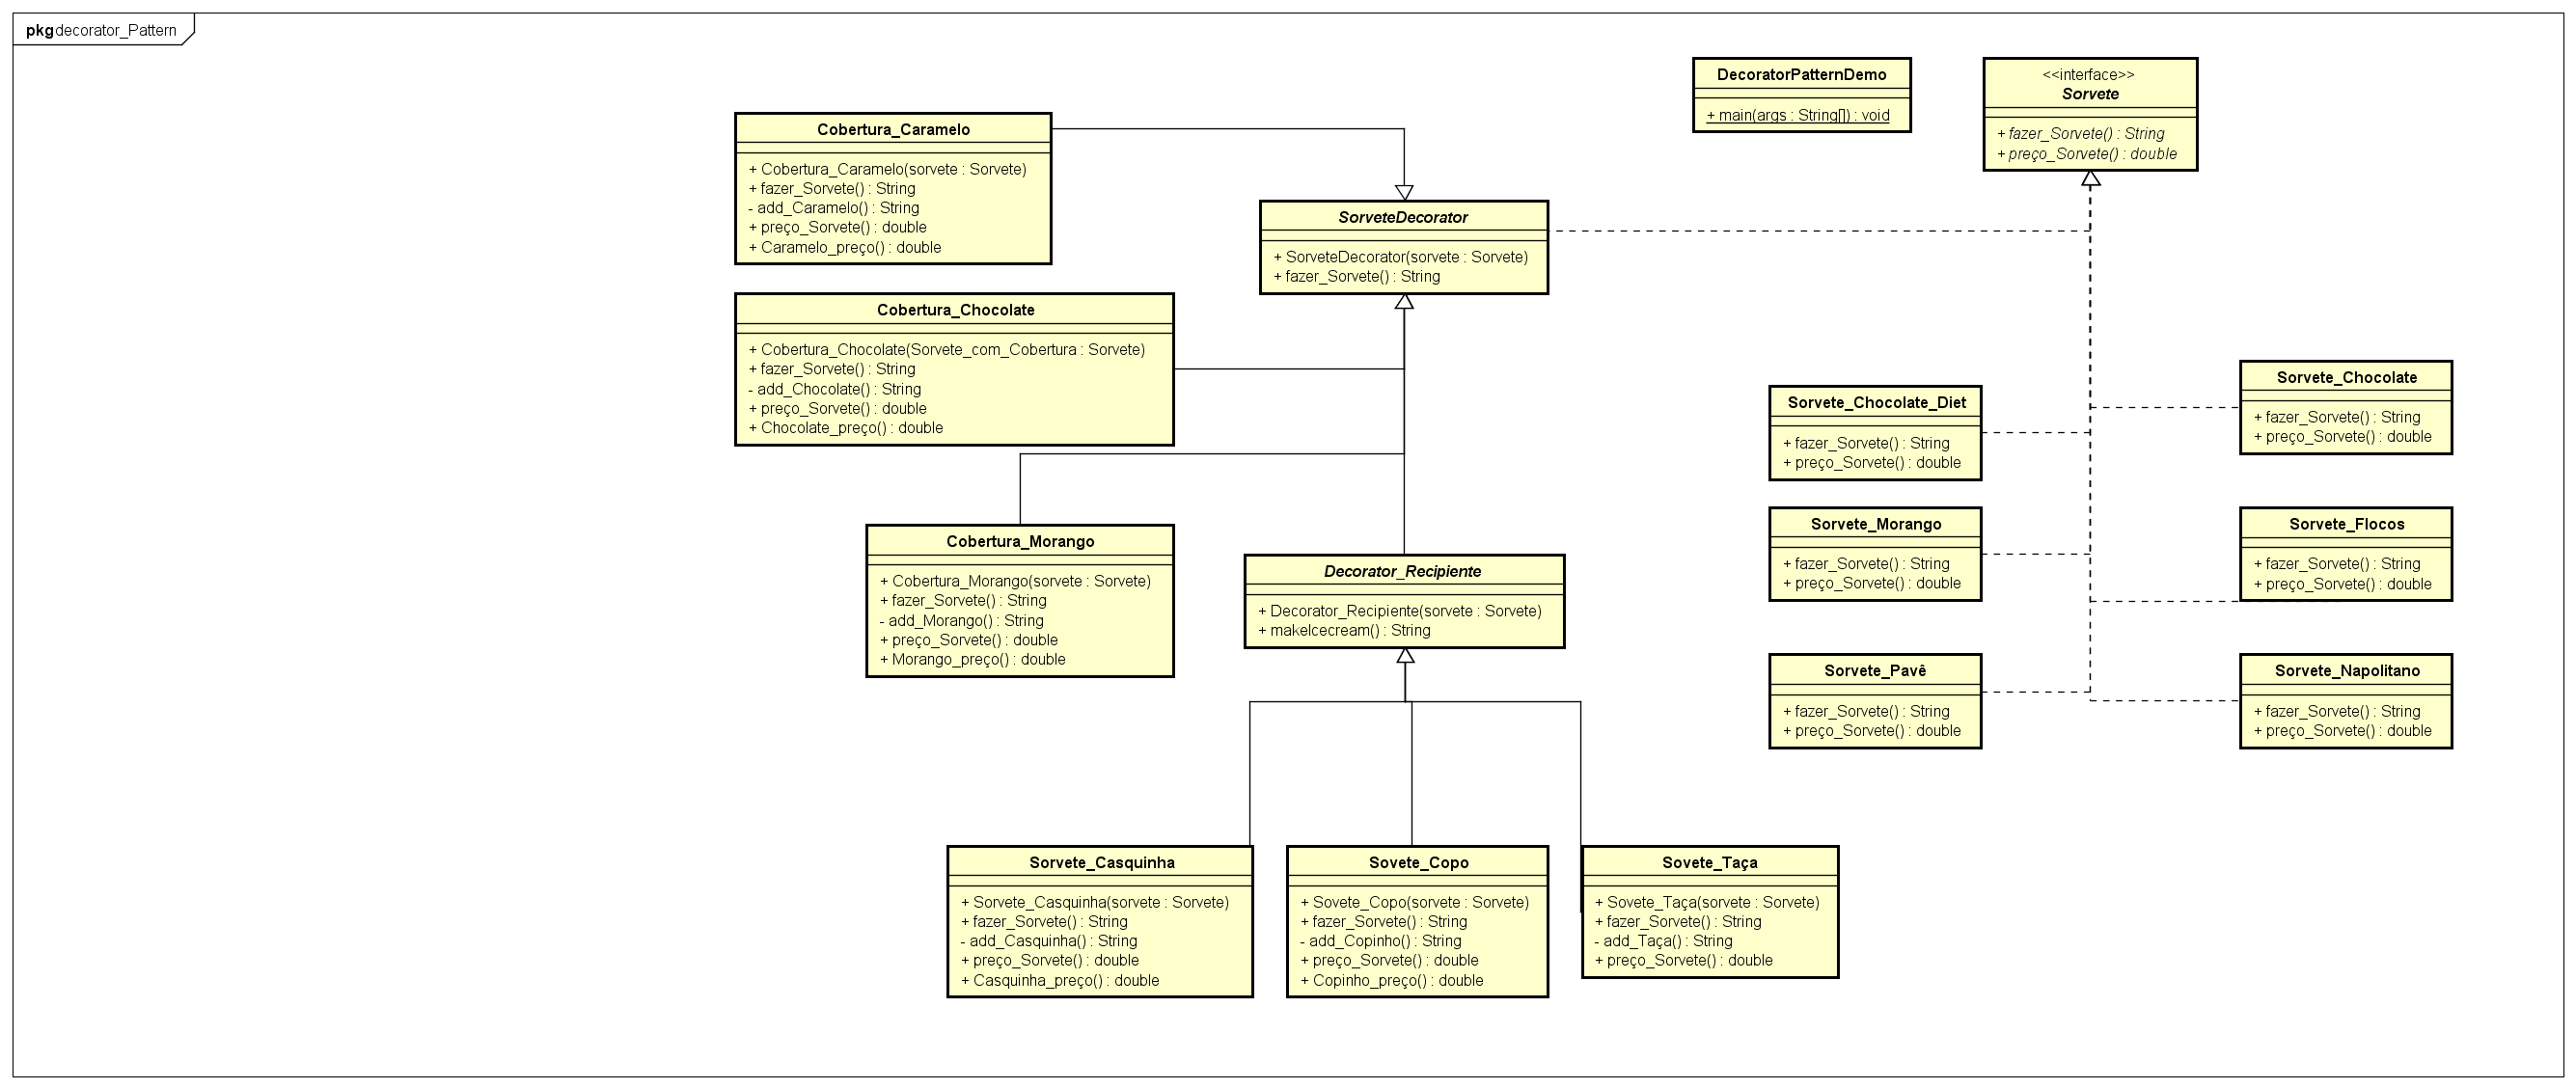 pkg decorator_Pattern
DecoratorPatternDemo
+ main(args : String[]) : void
<<interface>>
Sorvete
+ fazer_Sorvete() : String
+ preço_Sorvete() : double
Cobertura_Caramelo
+ Cobertura_Caramelo(sorvete : Sorvete)
+ fazer_Sorvete() : String
- add_Caramelo() : String
+ preço_Sorvete() : double
+ Caramelo_preço() : double
SorveteDecorator
+ SorveteDecorator(sorvete : Sorvete)
+ fazer_Sorvete() : String
Cobertura_Chocolate
+ Cobertura_Chocolate(Sorvete_com_Cobertura : Sorvete)
+ fazer_Sorvete() : String
- add_Chocolate() : String
+ preço_Sorvete() : double
+ Chocolate_preço() : double
Sorvete_Chocolate_Diet
+ fazer_Sorvete() : String
+ preço_Sorvete() : double
Sorvete_Chocolate
+ fazer_Sorvete() : String
+ preço_Sorvete() : double
Cobertura_Morango
+ Cobertura_Morango(sorvete : Sorvete)
+ fazer_Sorvete() : String
- add_Morango() : String
+ preço_Sorvete() : double
+ Morango_preço() : double
Decorator_Recipiente
+ Decorator_Recipiente(sorvete : Sorvete)
+ makeIcecream() : String
Sorvete_Morango
+ fazer_Sorvete() : String
+ preço_Sorvete() : double
Sorvete_Flocos
+ fazer_Sorvete() : String
+ preço_Sorvete() : double
Sorvete_Pavê
+ fazer_Sorvete() : String
+ preço_Sorvete() : double
Sorvete_Napolitano
+ fazer_Sorvete() : String
+ preço_Sorvete() : double
Sorvete_Casquinha
+ Sorvete_Casquinha(sorvete : Sorvete)
+ fazer_Sorvete() : String
- add_Casquinha() : String
+ preço_Sorvete() : double
+ Casquinha_preço() : double
Sovete_Copo
+ Sovete_Copo(sorvete : Sorvete)
+ fazer_Sorvete() : String
- add_Copinho() : String
+ preço_Sorvete() : double
+ Copinho_preço() : double
Sovete_Taça
+ Sovete_Taça(sorvete : Sorvete)
+ fazer_Sorvete() : String
- add_Taça() : String
+ preço_Sorvete() : double